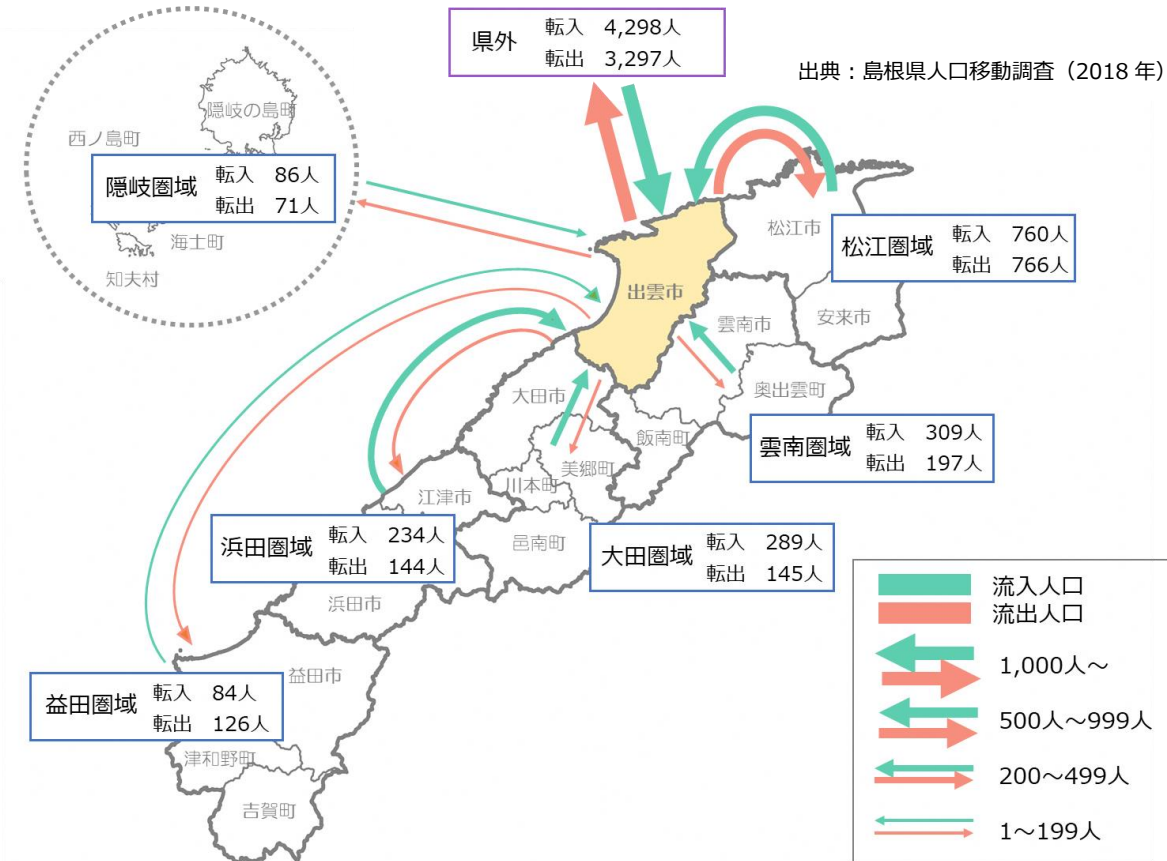 県外
転入 4,298人
転出 3,297人
出典：島根県人口移動調査（2018 年）
隠岐の島町
西ノ島町
隠岐圏域
転入 86人
転出 71人
海士町
知夫村
松江市
松江圏域
転入 760人
転出 766人
出雲市
雲南市
安来市
大田市
奥出雲町
飯南町
雲南圏域
転入 309人
転出 197人
美郷町
川本町
江津市
浜田圏域
転入 234人
転出 144人
邑南町
大田圏域
転入 289人
転出 145人
浜田市
益田市
益田圏域
転入 84人
転出 126人
津和野町
吉賀町
流入人口
流出人口
1,000人～
500人～999人
200～499人
1～199人